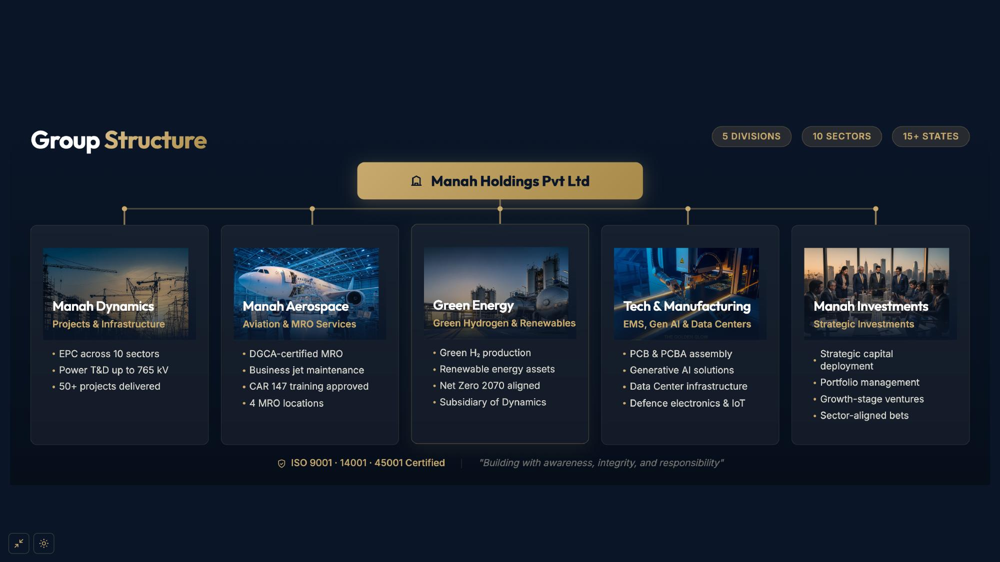 Group Structure
5 DIVISIONS
10 SECTORS
15+ STATES
Manah Holdings Pvt Ltd
Manah Dynamics
Projects & Infrastructure
• EPC across 10 sectors
• Power T&D up to 765 kV
• 50+ projects delivered
Manah Aerospace
Aviation & MRO Services
• DGCA-certified MRO
• Business jet maintenance
• CAR 147 training approved
• 4 MRO locations
Green Energy
Green Hydrogen & Renewables
• Green H₂ production
• Renewable energy assets
• Net Zero 2070 aligned
• Subsidiary of Dynamics
Tech & Manufacturing
EMS, Gen AI & Data Centers
THE GOLDEN GLOW
• PCB & PCBA assembly
• Generative AI solutions
• Data Center infrastructure
• Defence electronics & IoT
Manah Investments
Strategic Investments
• Strategic capital
deployment
• Portfolio management
• Growth-stage ventures
• Sector-aligned bets
ISO 9001 · 14001 · 45001 Certified
"Building with awareness, integrity, and responsibility"